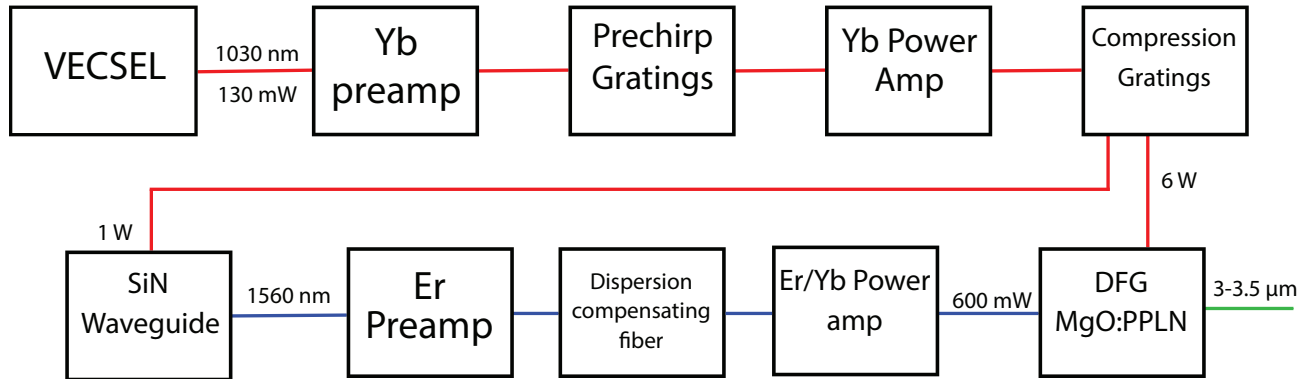 VECSEL
1030 nm
130 mW
Yb
preamp
Prechirp
Gratings
Yb Power
Amp
Compression
Gratings
6 W
1 W
SiN
Waveguide
1560 nm
Er
Preamp
Dispersion
compensating
fiber
Er/Yb Power
amp
600 mW
DFG
MgO:PPLN
3-3.5 μm